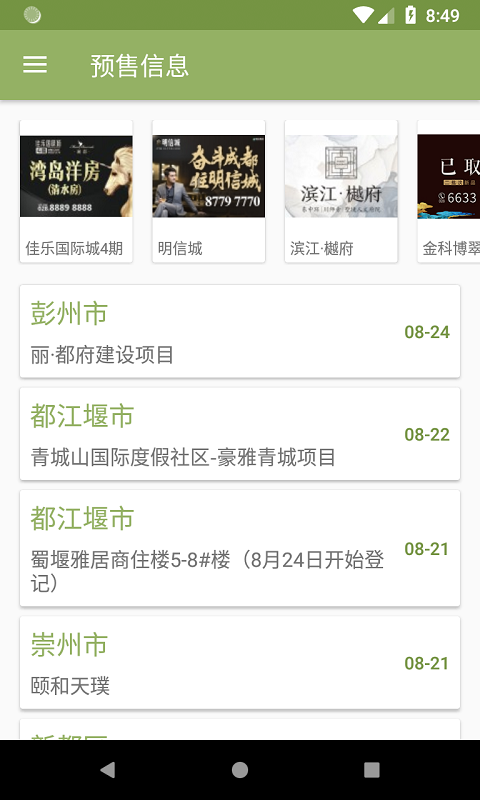 8:49
预售信息
湾岛洋房
(清水房)
8889 8888
明信城
奋斗成都
驻明信城
8779 7770
滨江·樾府
已取
6633
佳乐国际城4期
明信城
滨江·樾府
金科博翠
彭州市
丽·都府建设项目
08-24
都江堰市
青城山国际度假社区-豪雅青城项目
08-22
都江堰市
蜀堰雅居商住楼5-8#楼（8月24日开始登
记）
08-21
崇州市
颐和天璞
08-21